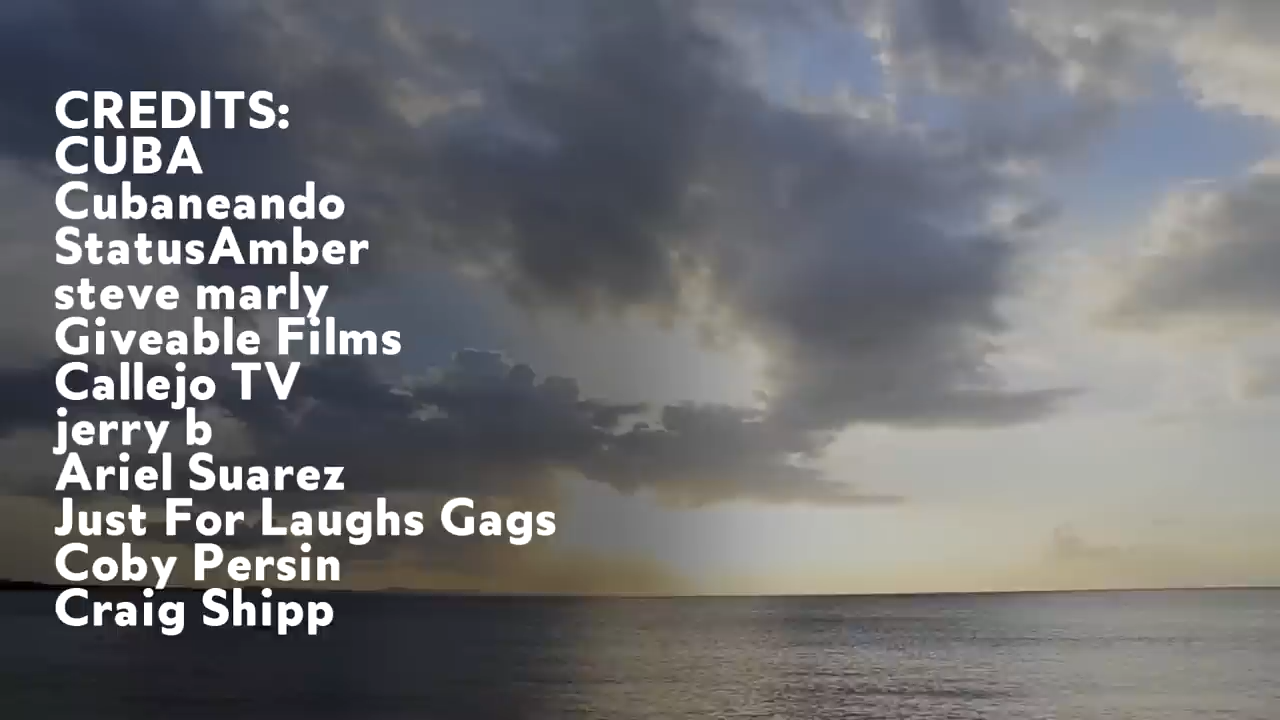 CREDITS:
CUBA
Cubaneando
StatusAmber
steve marly
Giveable Films
Callejo TV
jerry b
Ariel Suarez
Just For Laughs Gags
Coby Persin
Craig Shipp